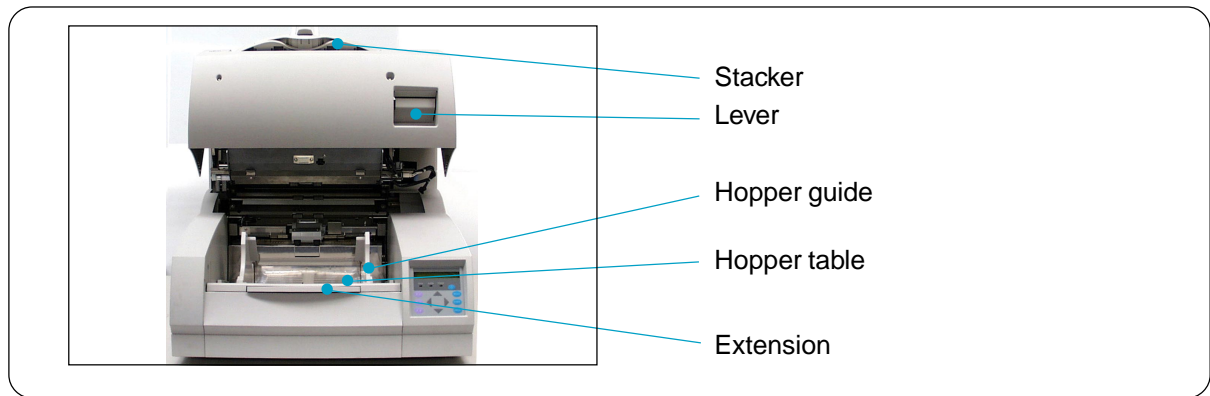 Stacker
Lever
Hopper guide
Hopper table
Extension